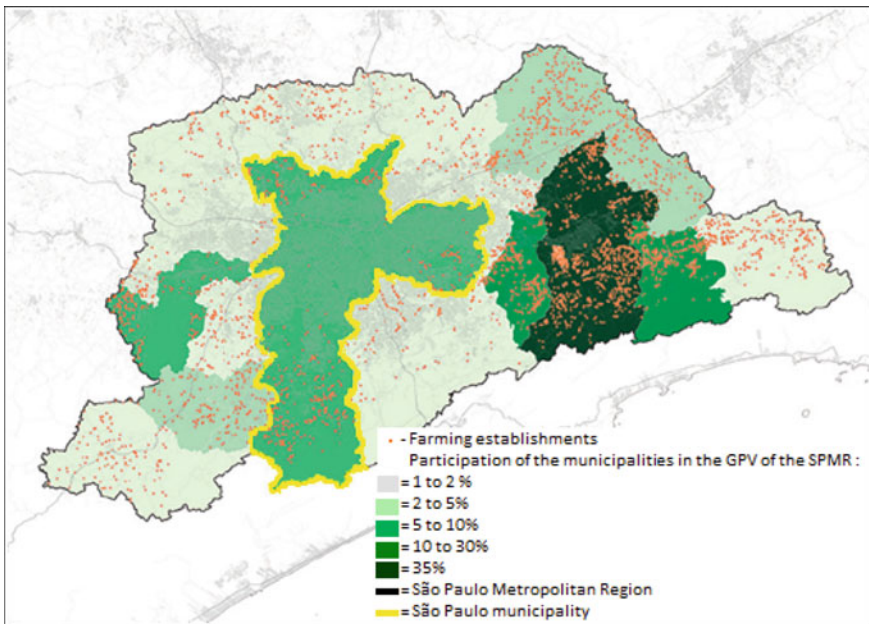 - Farming establishments
Participation of the municipalities in the GPV of the SPMR :
= 1 to 2 %
= 2 to 5%
= 5 to 10%
= 10 to 30%
= 35%
= São Paulo Metropolitan Region
= São Paulo municipality